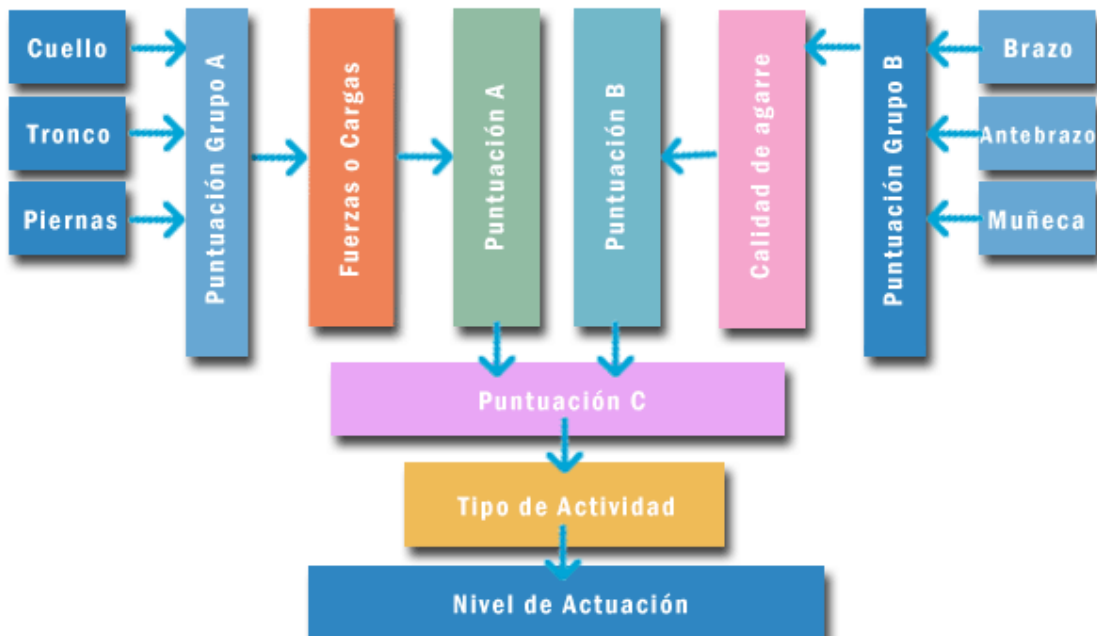 Cuello
Tronco
Piernas
Puntuación Grupo A
Fuerzas o Cargas
Puntuación A
Puntuación B
Calidad de agarre
Puntuación Grupo B
Brazo
Antebrazo
Muñeca
Puntuación C
Tipo de Actividad
Nivel de Actuación